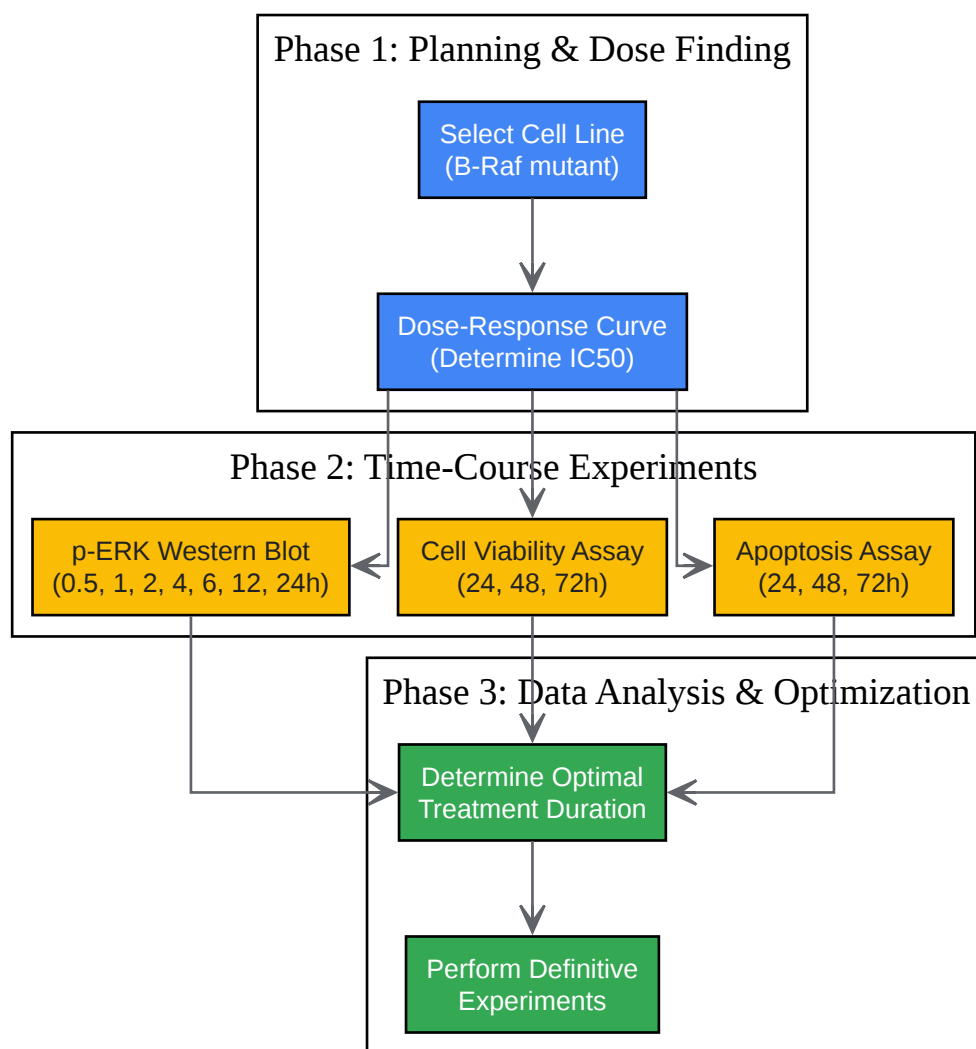 Phase 1: Planning & Dose Finding
Select Cell Line
(B-Raf mutant)
Dose-Response Curve
(Determine IC50)
Phase 2: Time-Course Experiments
p-ERK Western Blot
(0.5, 1, 2, 4, 6, 12, 24h)
Cell Viability Assay
(24, 48, 72h)
Apoptosis Assay
(24, 48, 72h)
Phase 3: Data Analysis & Optimization
Determine Optimal
Treatment Duration
Perform Definitive
Experiments